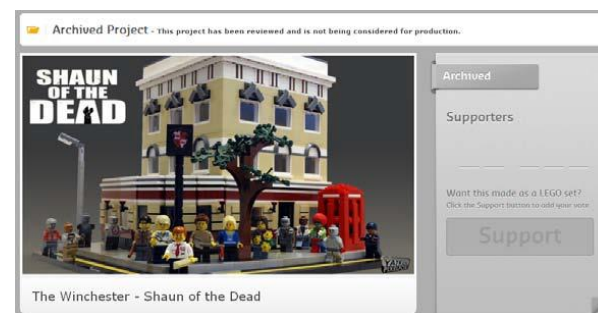 Archived Project - This project has been reviewed and is not being considered for production.
SHAUN
OF THE
DEAD
Archived
Supporters
Want this made as a LEGO set?
Click the Support button to add your vote
Support
The Winchester - Shaun of the Dead